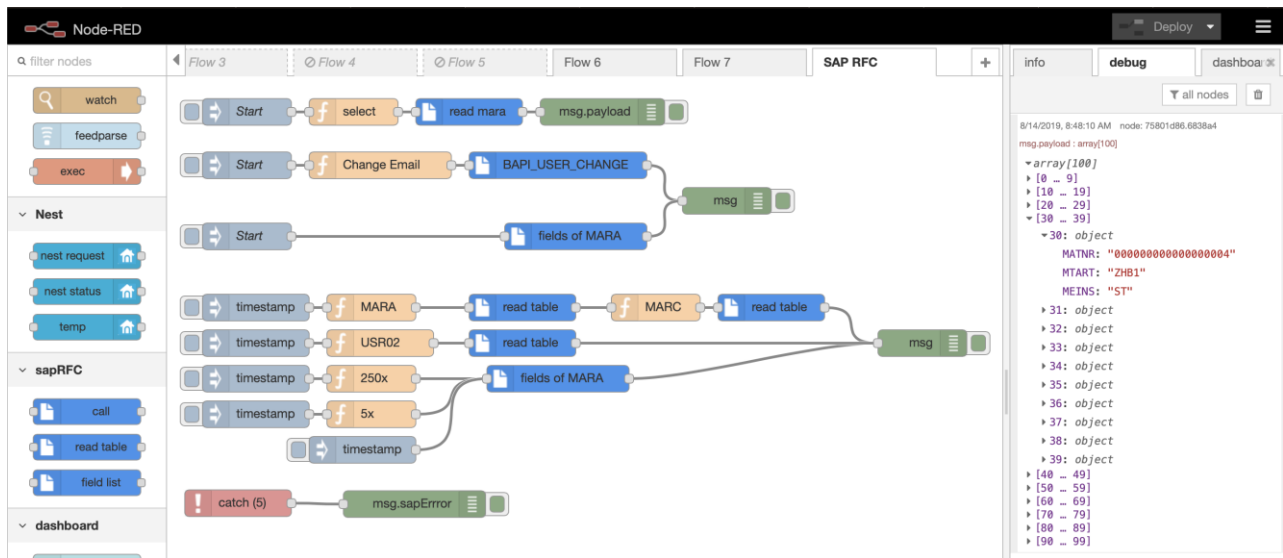 Node-RED
Deploy
filter nodes
Flow 3
Flow 4
Flow 5
Flow 6
Flow 7
SAP RFC
+
info
debug
dashboar
watch
feedparse
exec
Nest
nest request
nest status
temp
sapRFC
call
read table
field list
dashboard
Start
select
read mara
msg.payload
Start
Change Email
BAPI_USER_CHANGE
msg
Start
fields of MARA
timestamp
MARA
read table
MARC
read table
timestamp
USR02
read table
msg
timestamp
250x
fields of MARA
timestamp
5x
timestamp
catch (5)
msg.sapErrror
all nodes
8/14/2019, 8:48:10 AM node: 75801d86.6838a4
msg.payload : array[100]
array[100]
[0 … 9]
[10 … 19]
[20 … 29]
[30 … 39]
30: object
MATNR: "000000000000000004"
MTART: "ZHB1"
MEINS: "ST"
31: object
32: object
33: object
34: object
35: object
36: object
37: object
38: object
39: object
[40 … 49]
[50 … 59]
[60 … 69]
[70 … 79]
[80 … 89]
[90 … 99]